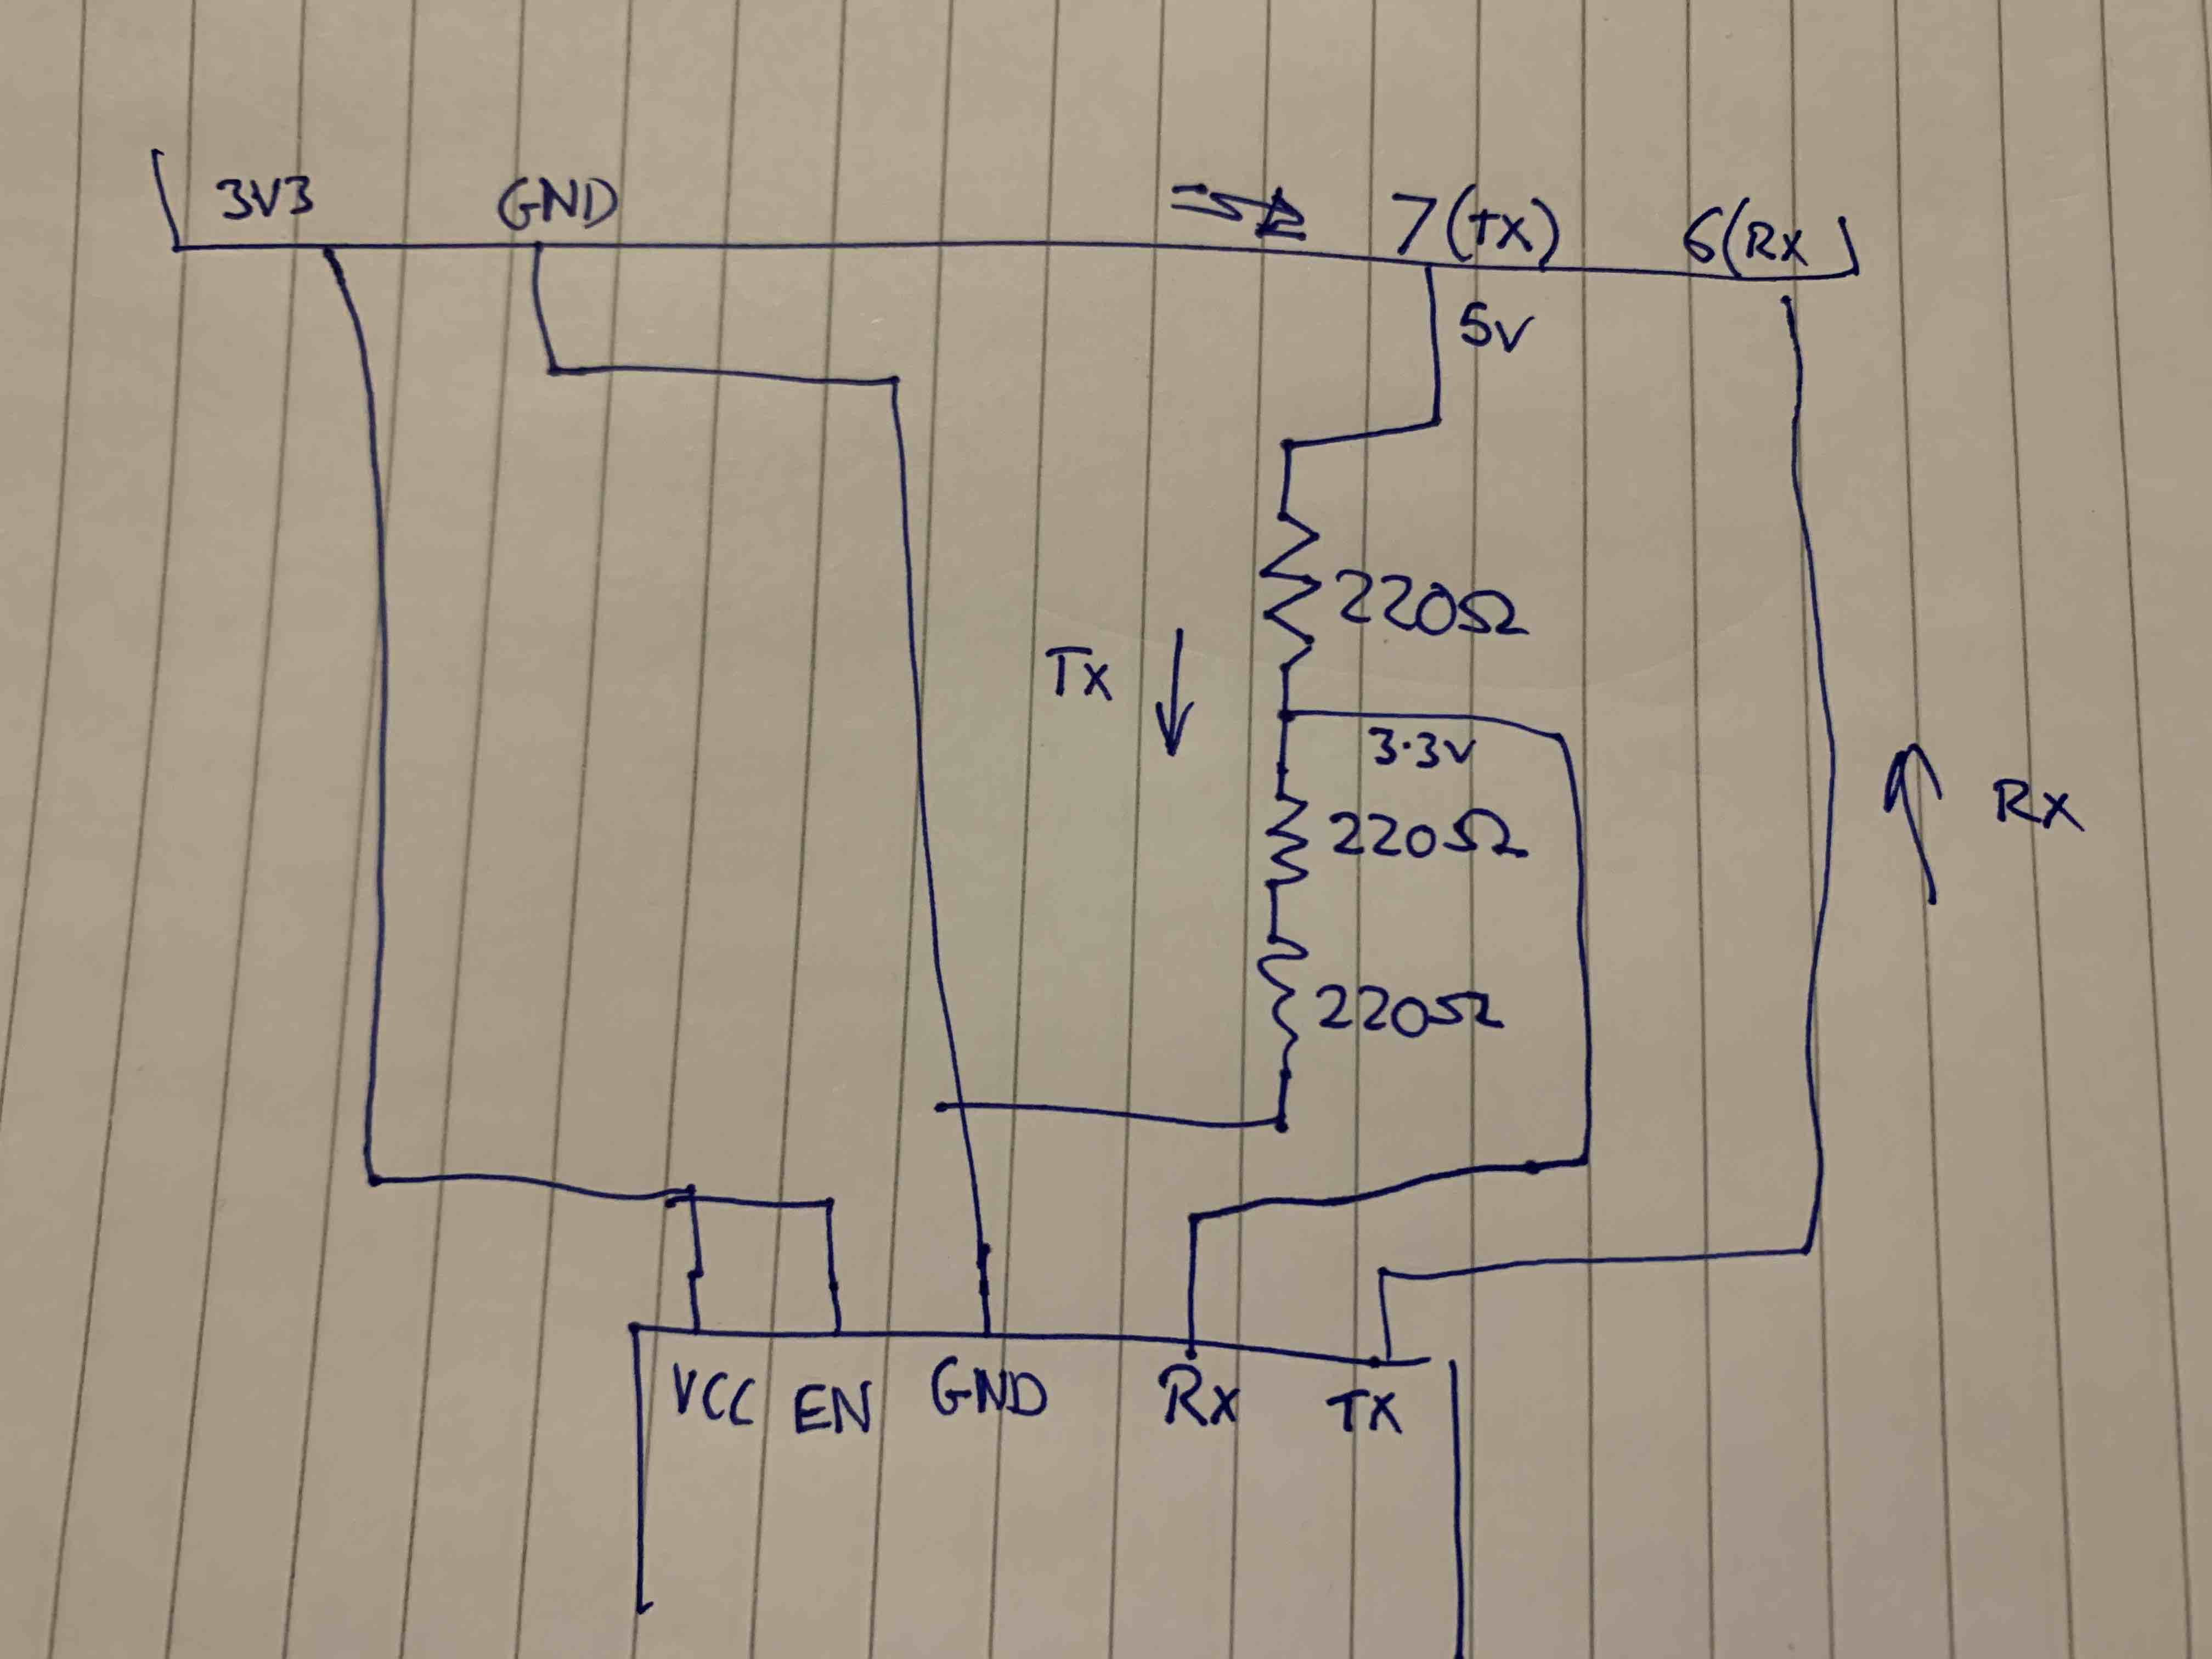 3V3 GND 7(TX) 6(RX
5V
220Ω
Tx
3.3V
220Ω
Rx
220Ω
VCC EN GND Rx TX